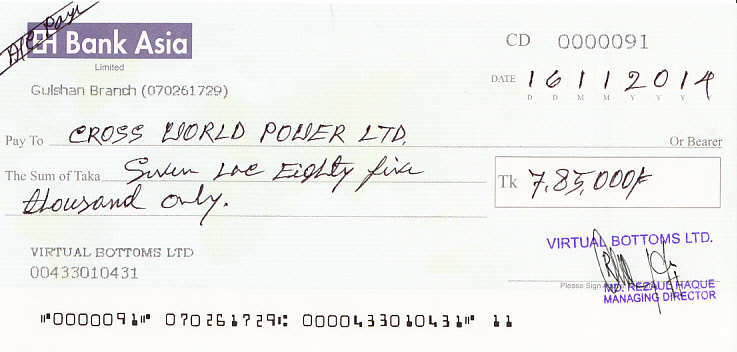 A/C Payee
Bank Asia
Limited
CD 0000091
Gulshan Branch (070261729)
DATE 16112014
D D M M Y Y Y Y
Pay To CROSS WORLD POWER LTD. Or Bearer
The Sum of Taka Seven Lac Eighty five
Tk 7,85,000/-
thousand only.
VIRTUAL BOTTOMS LTD
00433010431
VIRTUAL BOTTOMS LTD.
Please Sign
MD. REZAUL HAQUE
MANAGING DIRECTOR
⑈0000091⑈ 070261729⑆ 0000433010431⑈ 11